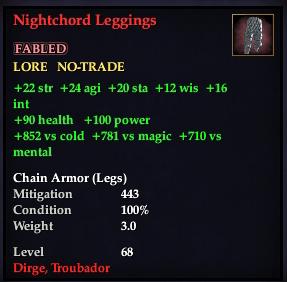 Nightchord Leggings
FABLED
LORE NO-TRADE
+22 str +24 agi +20 sta +12 wis +16
int
+90 health +100 power
+852 vs cold +781 vs magic +710 vs
mental
Chain Armor (Legs)
Mitigation 443
Condition 100%
Weight 3.0
Level 68
Dirge, Troubador